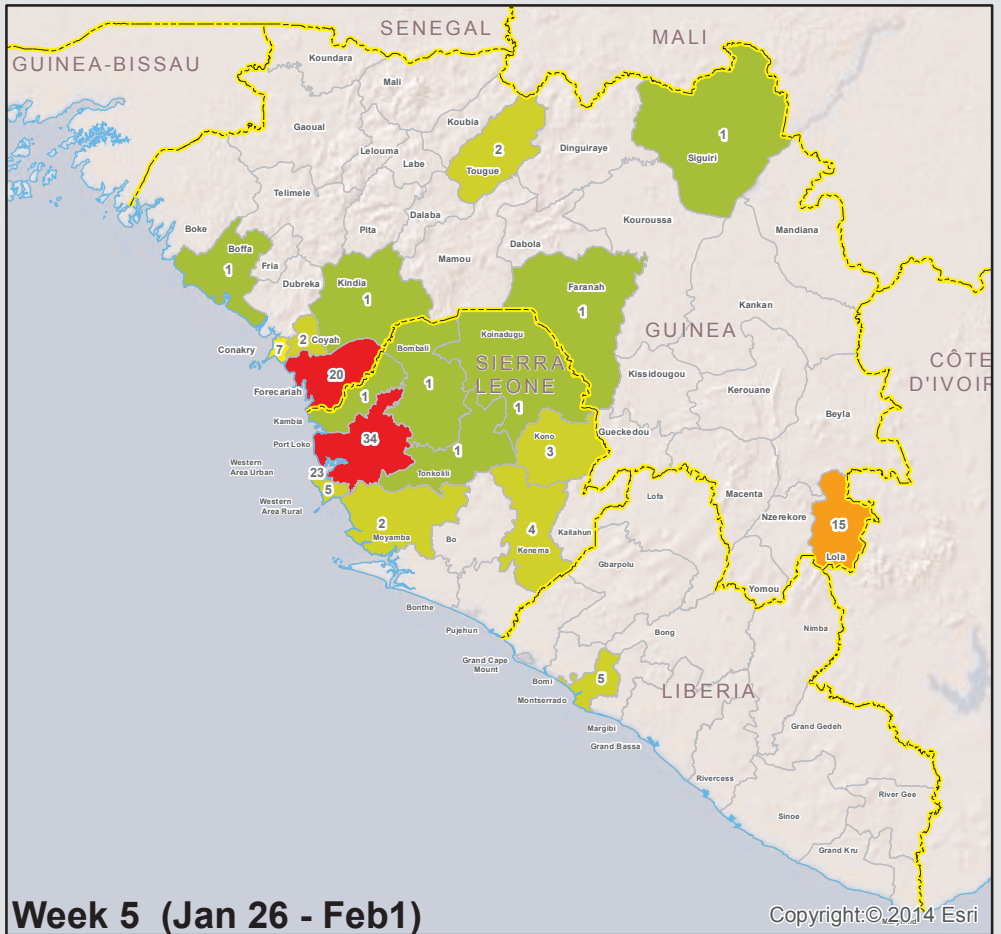 SENEGAL
MALI
GUINEA-BISSAU
Koundara
Mali
Koubia
Gaoual
Lelouma
Labe
2
Tougue
Dinguiraye
1
Siguiri
Telimele
Dalaba
Kouroussa
Boke
Pita
Mandiana
Boffa
Dabola
1
Fria
Mamou
Dubreka
Kindia
Faranah
1
1
Kankan
GUINEA
2
Coyah
Koinadugu
Conakry
7
Bombali
SIERRA
LEONE
CÔTE
D'IVOIR
20
Kissidougou
Forecariah
1
1
Kerouane
1
Beyla
Kambia
Gueckedou
Port Loko
34
Kono
3
1
Western
Area Urban
23
Tonkolili
5
Lofa
Macenta
Western
Area Rural
Nzerekore
15
2
Moyamba
4
Kailahun
Bo
Kenema
Lola
Gbarpolu
Yomou
Bonthe
Pujehun
Bong
Nimba
Grand Cape
Mount
5
Bomi
LIBERIA
Montserrado
Margibi
Grand Gedeh
Grand Bassa
Rivercess
River Gee
Sinoe
Grand Kru
Week 5 (Jan 26 - Feb1)
Copyright:© 2014 Esri